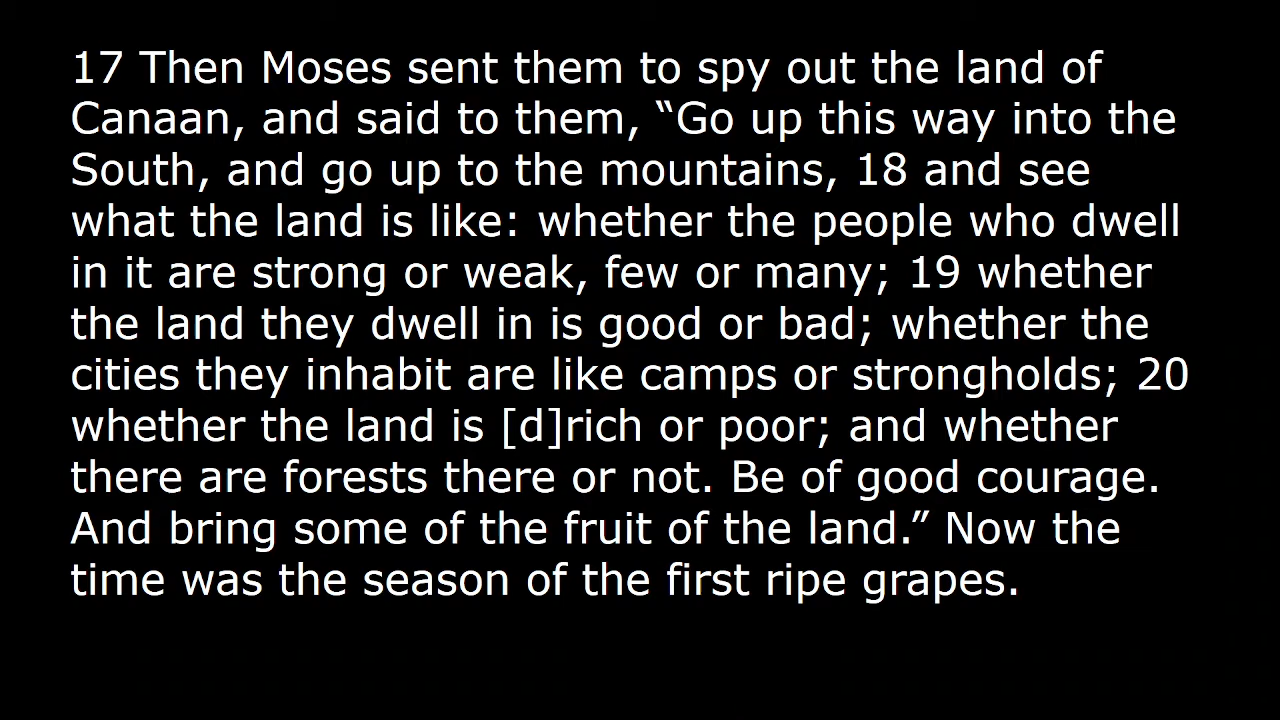 17 Then Moses sent them to spy out the land of
Canaan, and said to them, “Go up this way into the
South, and go up to the mountains, 18 and see
what the land is like: whether the people who dwell
in it are strong or weak, few or many; 19 whether
the land they dwell in is good or bad; whether the
cities they inhabit are like camps or strongholds; 20
whether the land is [d]rich or poor; and whether
there are forests there or not. Be of good courage.
And bring some of the fruit of the land.” Now the
time was the season of the first ripe grapes.